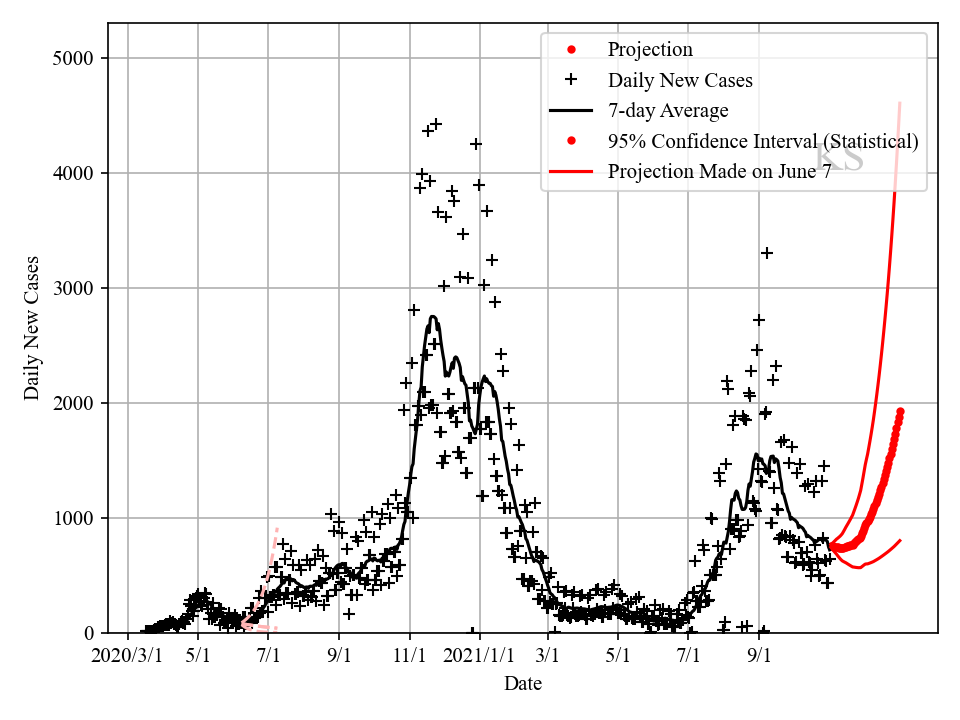 Projection
Daily New Cases
7-day Average
95% Confidence Interval (Statistical)
Projection Made on June 7
KS
Daily New Cases
5000
4000
3000
2000
1000
0
2020/3/1 5/1 7/1 9/1 11/1 2021/1/1 3/1 5/1 7/1 9/1
Date